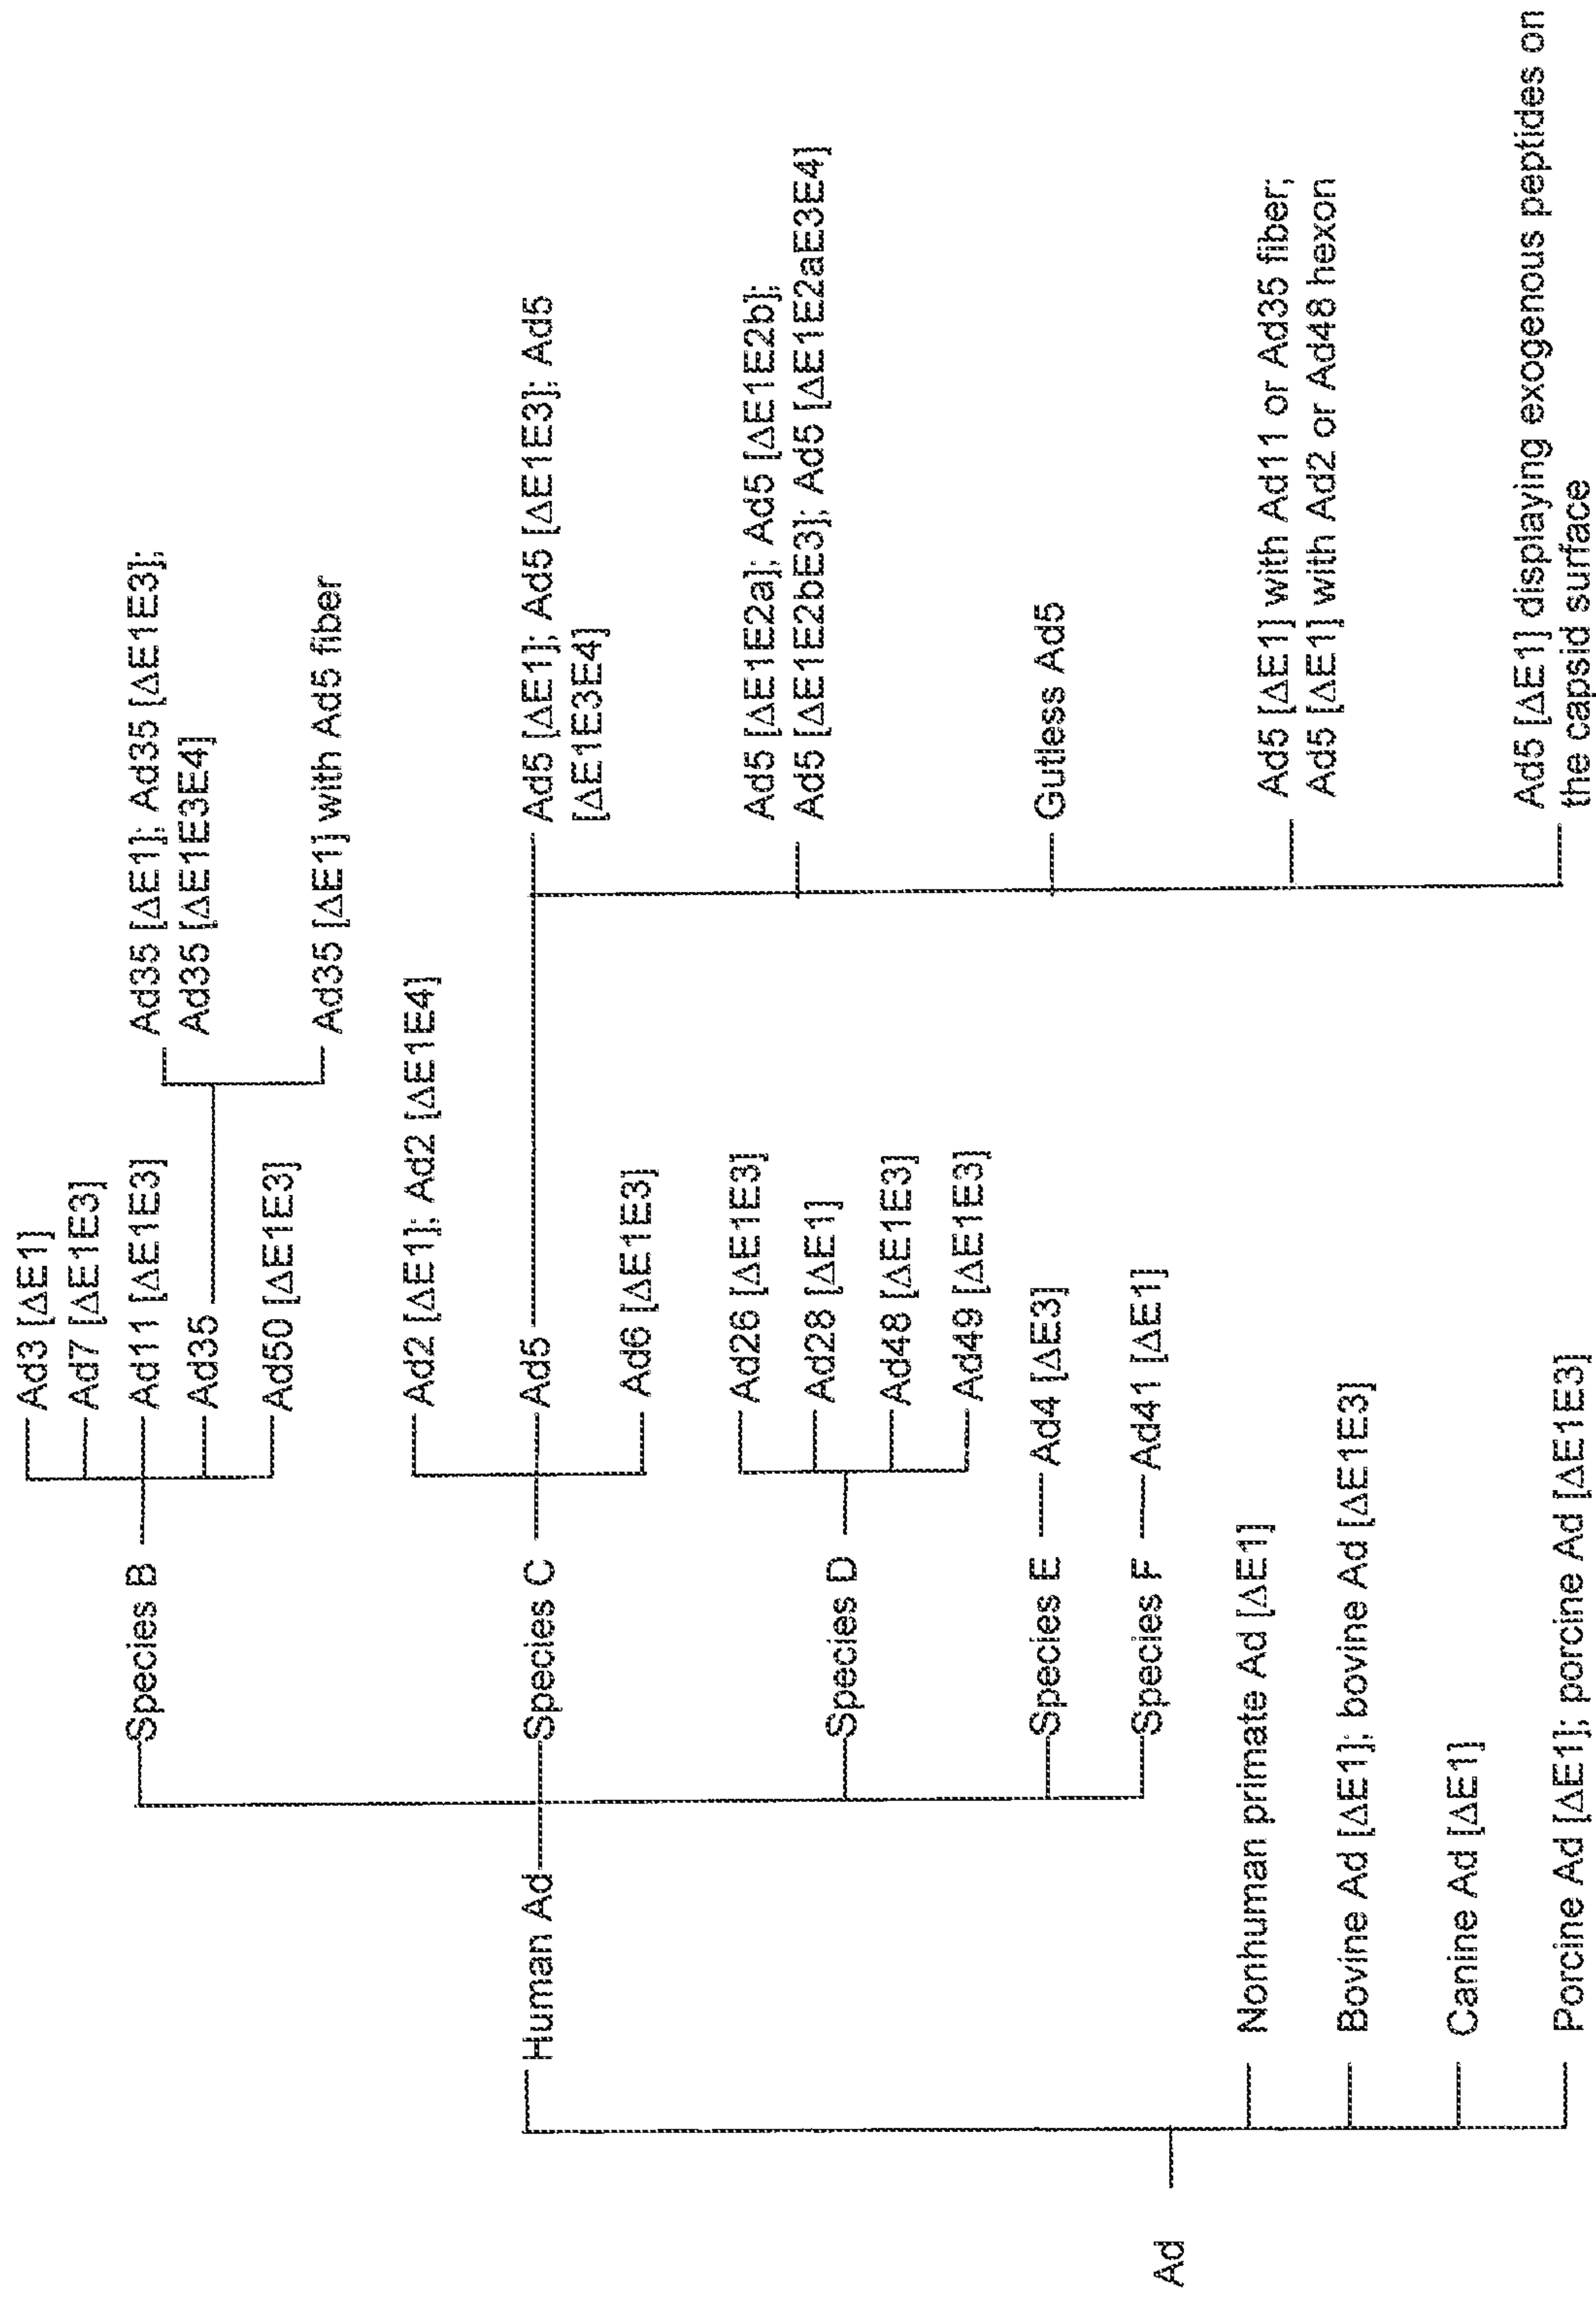 Ad
Human Ad
Species B
Ad3 [ΔE1]
Ad7 [ΔE1E3]
Ad11 [ΔE1E3]
Ad35
Ad35 [ΔE1]; Ad35 [ΔE1E3];
Ad35 [ΔE1E3E4]
Ad35 [ΔE1] with Ad5 fiber
Ad50 [ΔE1E3]
Species C
Ad2 [ΔE1]; Ad2 [ΔE1E4]
Ad5
Ad5 [ΔE1]; Ad5 [ΔE1E3]; Ad5
[ΔE1E3E4]
Ad5 [ΔE1E2a]; Ad5 [ΔE1E2b];
Ad5 [ΔE1E2bE3]; Ad5 [ΔE1E2aE3E4]
Gutless Ad5
Ad5 [ΔE1] with Ad11 or Ad35 fiber;
Ad5 [ΔE1] with Ad2 or Ad48 hexon
Ad5 [ΔE1] displaying exogenous peptides on
the capsid surface
Ad6 [ΔE1E3]
Species D
Ad26 [ΔE1E3]
Ad28 [ΔE1]
Ad48 [ΔE1E3]
Ad49 [ΔE1E3]
Species E
Ad4 [ΔE3]
Species F
Ad41 [ΔE1]
Nonhuman primate Ad [ΔE1]
Bovine Ad [ΔE1]; bovine Ad [ΔE1E3]
Canine Ad [ΔE1]
Porcine Ad [ΔE1]; porcine Ad [ΔE1E3]